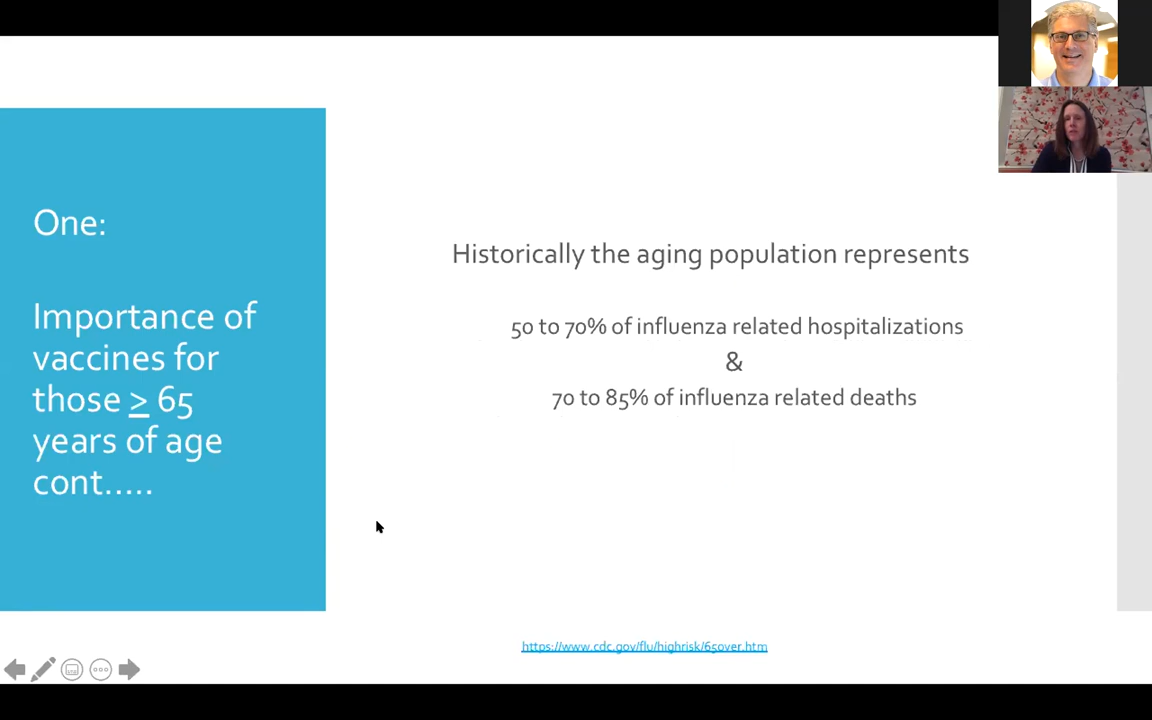 One:
Importance of
vaccines for
those ≥ 65
years of age
cont.....
Historically the aging population represents
50 to 70% of influenza related hospitalizations
&
70 to 85% of influenza related deaths
https://www.cdc.gov/flu/highrisk/65over.htm